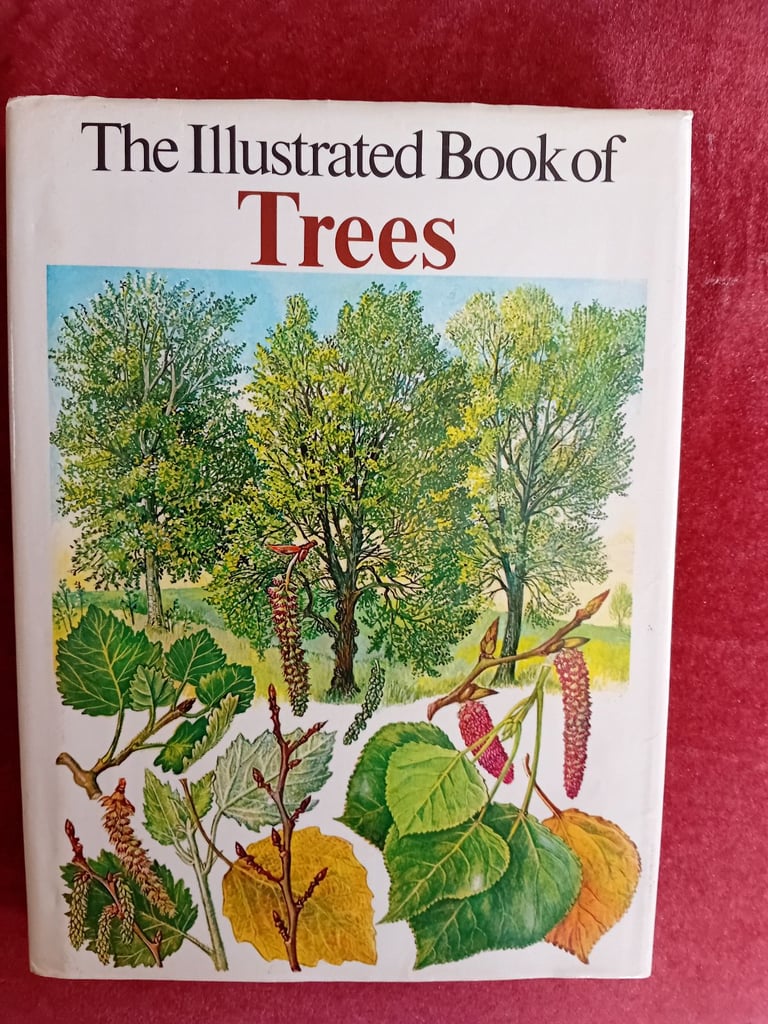 The Illustrated Book of
Trees